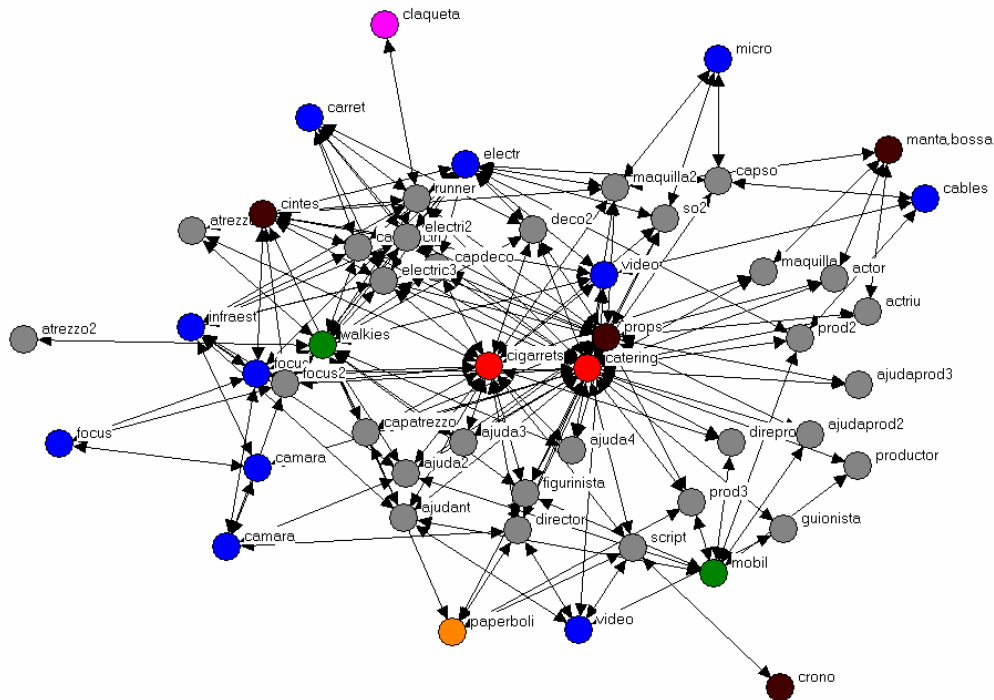 claqueta
micro
carret
manta,bossa
electr
maquilla2
capso
runner
cables
cintes
so2
atrezzo
electri2
deco2
capdeco
maquilla
actor
electric3
video
actriu
infraest
props
prod2
atrezzo2
walkies
cigarrets
catering
focus2
ajudaprod3
capatrezzo
ajuda3
ajuda4
direpro
ajudaprod2
focus
camara
ajuda2
productor
figurinista
prod3
ajudant
director
guionista
camara
script
mobil
paperboli
video
crono